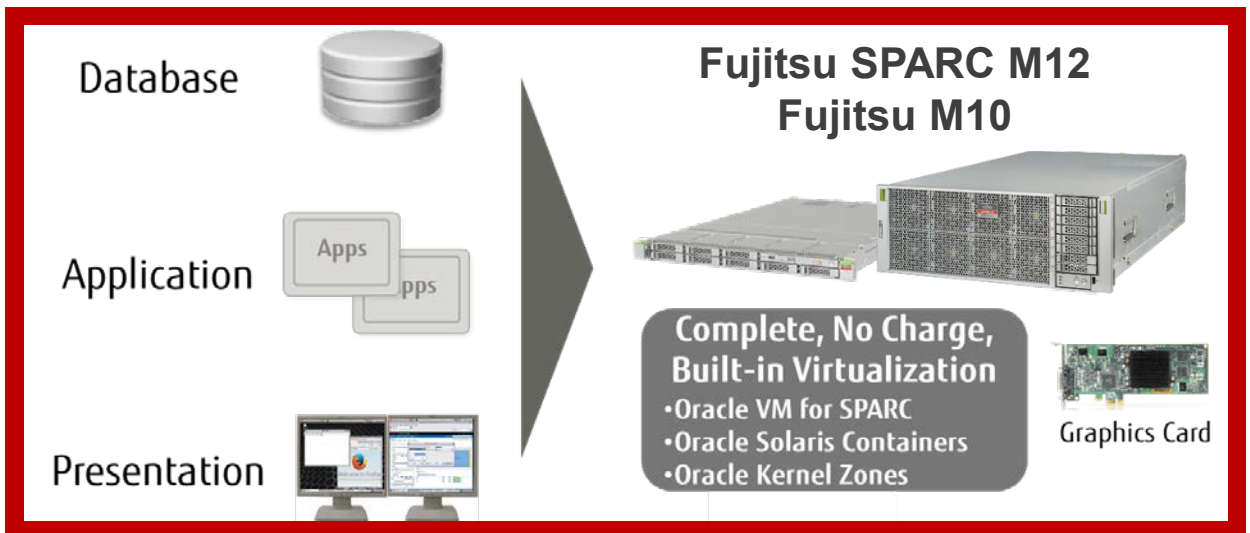 Database
Application
Presentation
Apps
pps
Fujitsu SPARC M12
Fujitsu M10
Complete, No Charge,
Built-in Virtualization
•Oracle VM for SPARC
•Oracle Solaris Containers
•Oracle Kernel Zones
Graphics Card